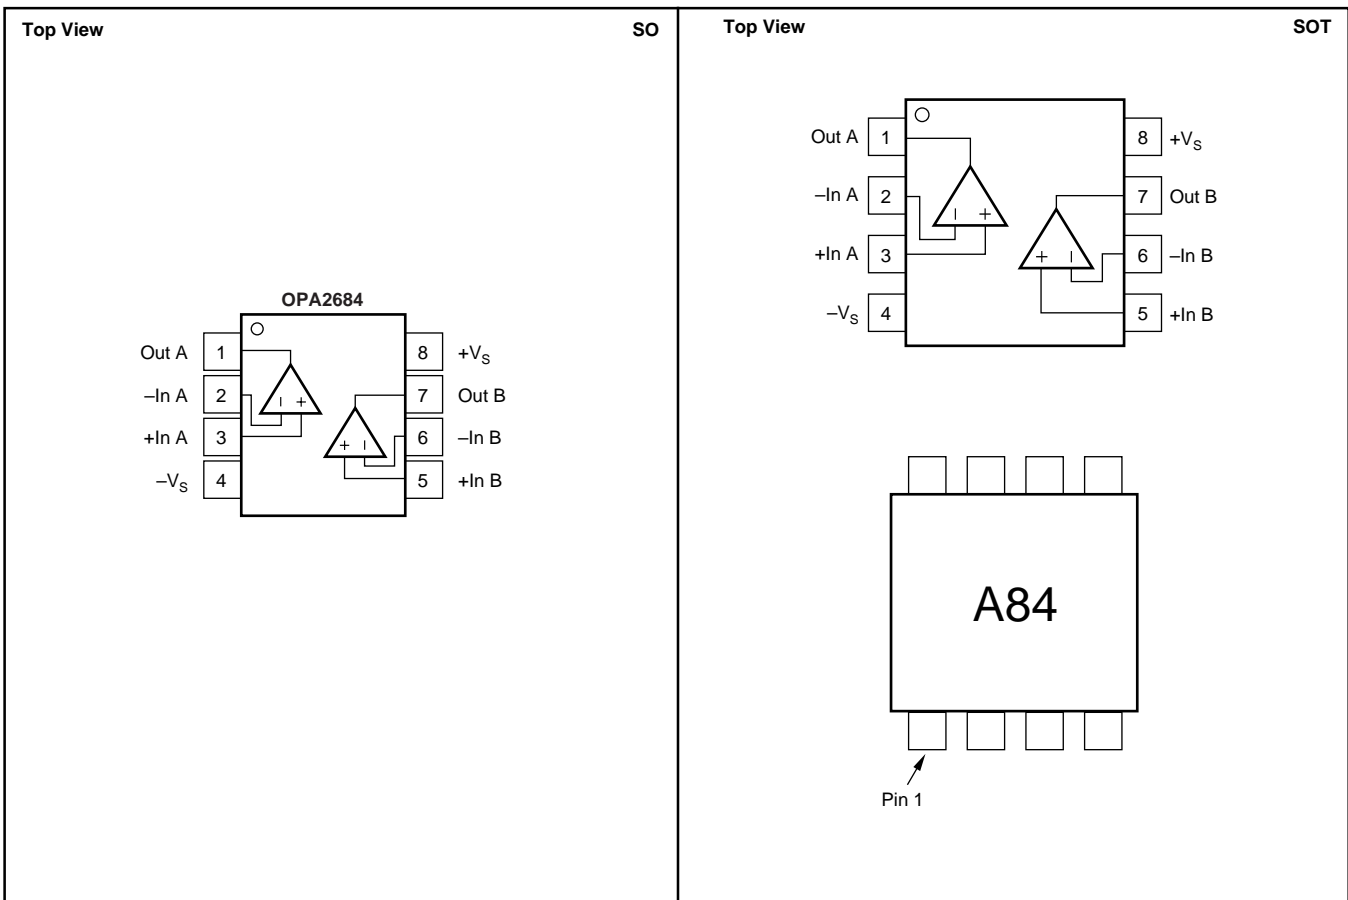 Top View SO
OPA2684
Out A 1 8 +VS
–In A 2 7 Out B
+In A 3 6 –In B
–VS 4 5 +In B
Top View SOT
Out A 1 8 +VS
–In A 2 7 Out B
+In A 3 6 –In B
–VS 4 5 +In B
A84
Pin 1